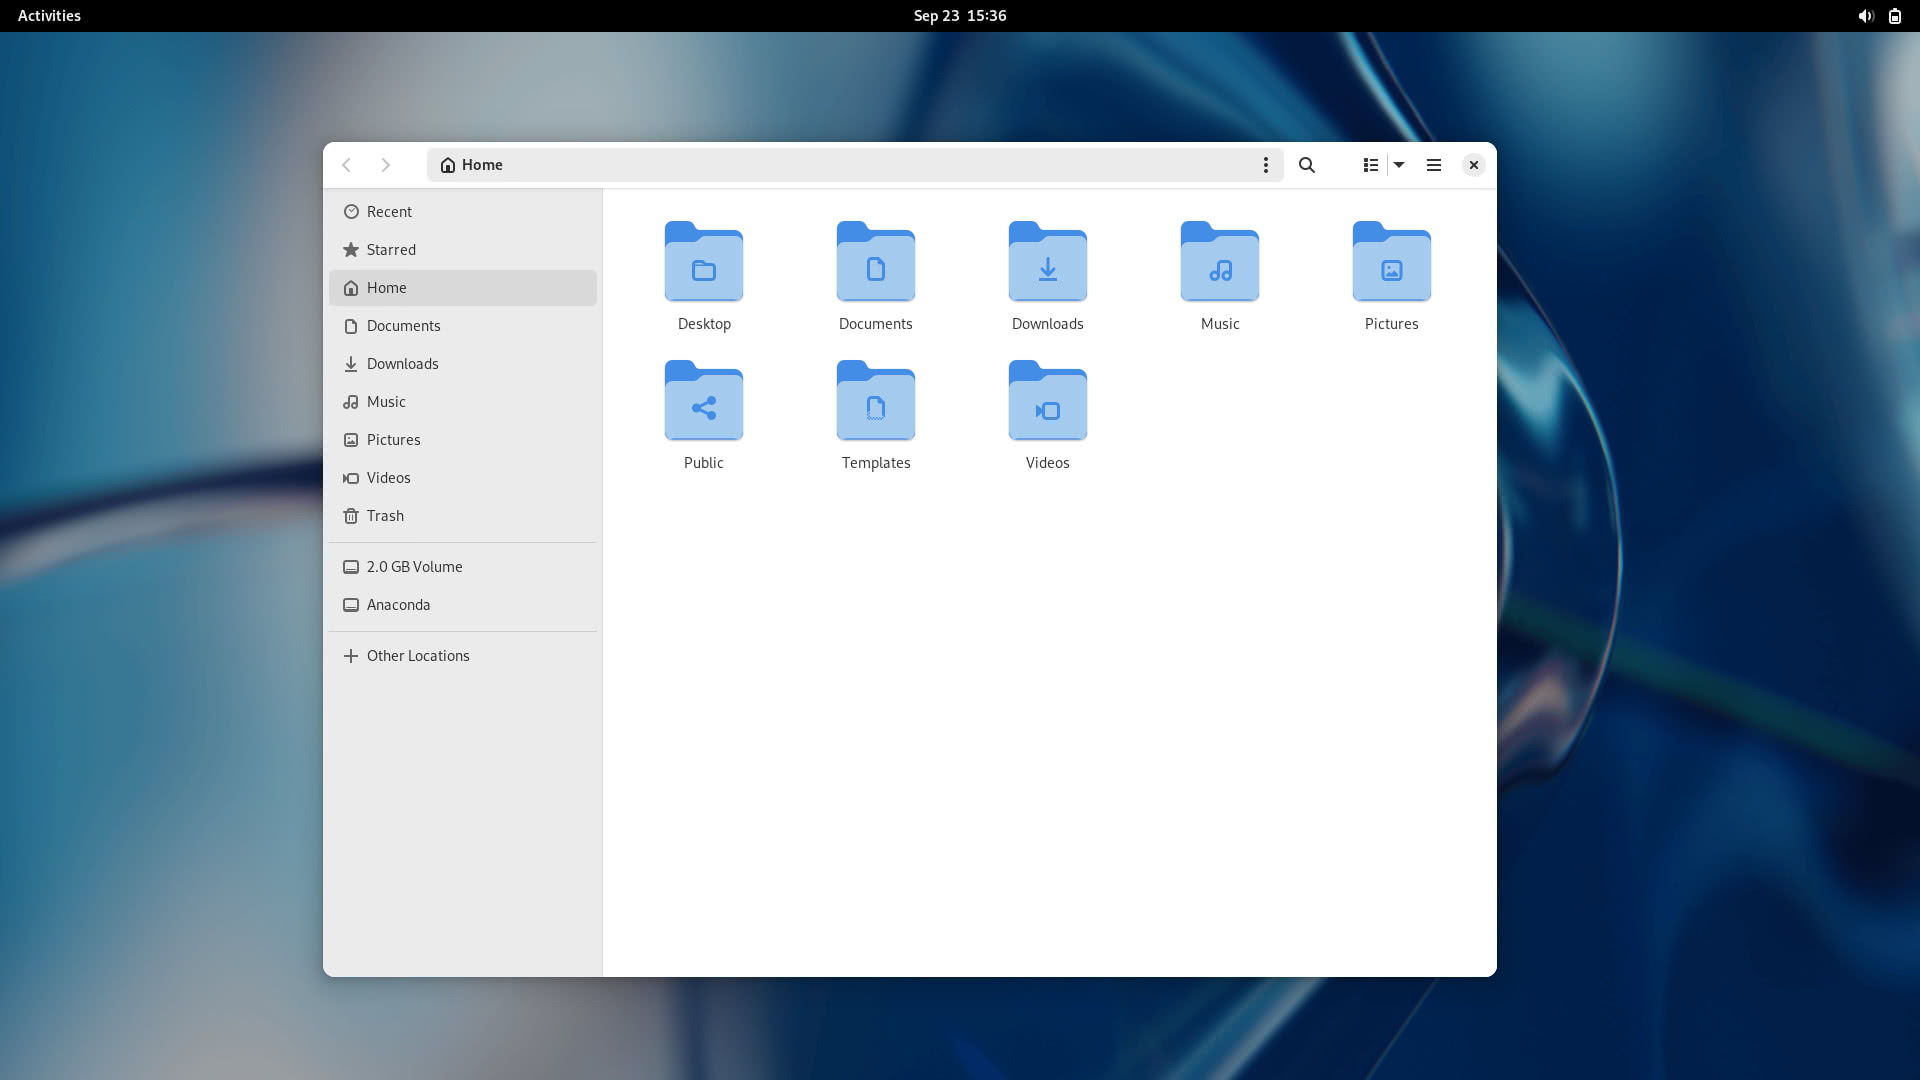 Activities
Sep 23 15:36
Home
Recent
Starred
Home
Documents
Downloads
Music
Pictures
Videos
Trash
2.0 GB Volume
Anaconda
Other Locations
Desktop
Documents
Downloads
Music
Pictures
Public
Templates
Videos